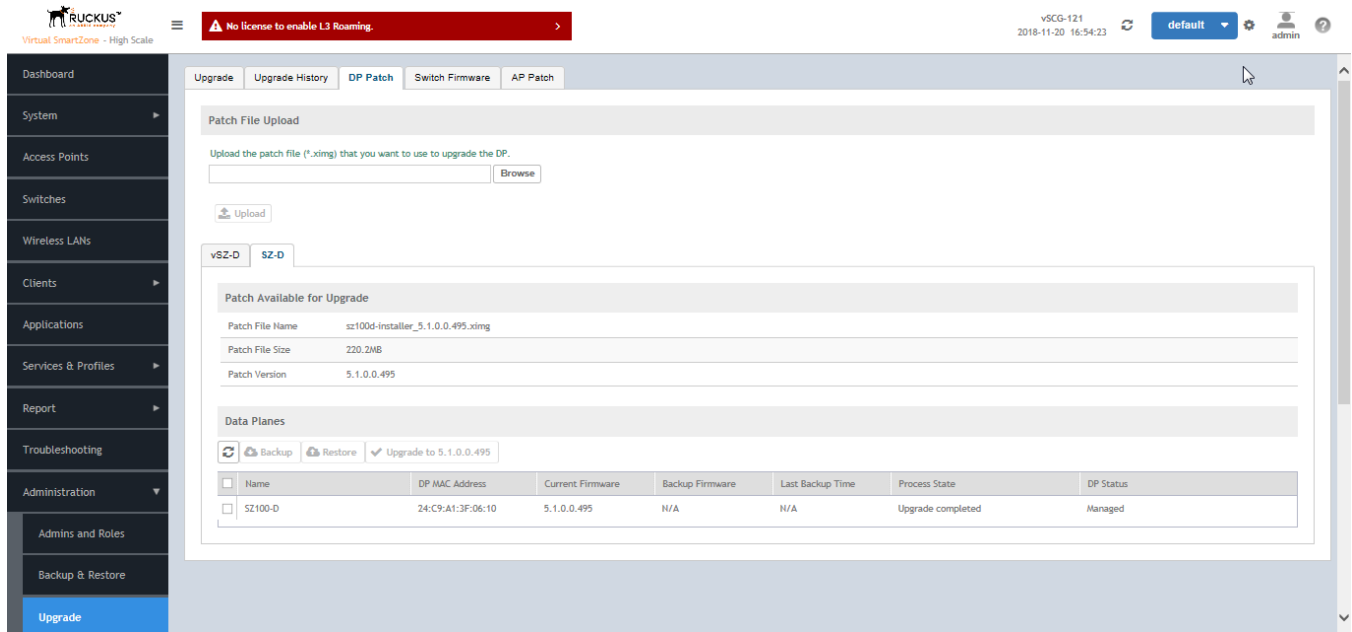 RUCKUS™
Virtual SmartZone - High Scale
No license to enable L3 Roaming.
vSCG-121
2018-11-20 16:54:23
default
admin
Dashboard
System
Access Points
Switches
Wireless LANs
Clients
Applications
Services & Profiles
Report
Troubleshooting
Administration
Admins and Roles
Backup & Restore
Upgrade
Upgrade Upgrade History DP Patch Switch Firmware AP Patch
Patch File Upload
Upload the patch file (*.ximg) that you want to use to upgrade the DP.
Browse
Upload
vSZ-D SZ-D
Patch Available for Upgrade
Patch File Name sz100d-installer_5.1.0.0.495.ximg
Patch File Size 220.2MB
Patch Version 5.1.0.0.495
Data Planes
Backup Restore Upgrade to 5.1.0.0.495
Name DP MAC Address Current Firmware Backup Firmware Last Backup Time Process State DP Status
SZ100-D 24:C9:A1:3F:06:10 5.1.0.0.495 N/A N/A Upgrade completed Managed